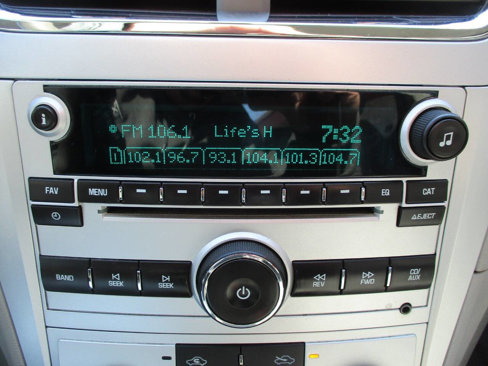 FM 106.1 Life's H 7:32
1 102.1 96.7 93.1 104.1 101.3 104.7
FAV MENU EQ CAT
EJECT
BAND SEEK SEEK REV FWD CD/AUX